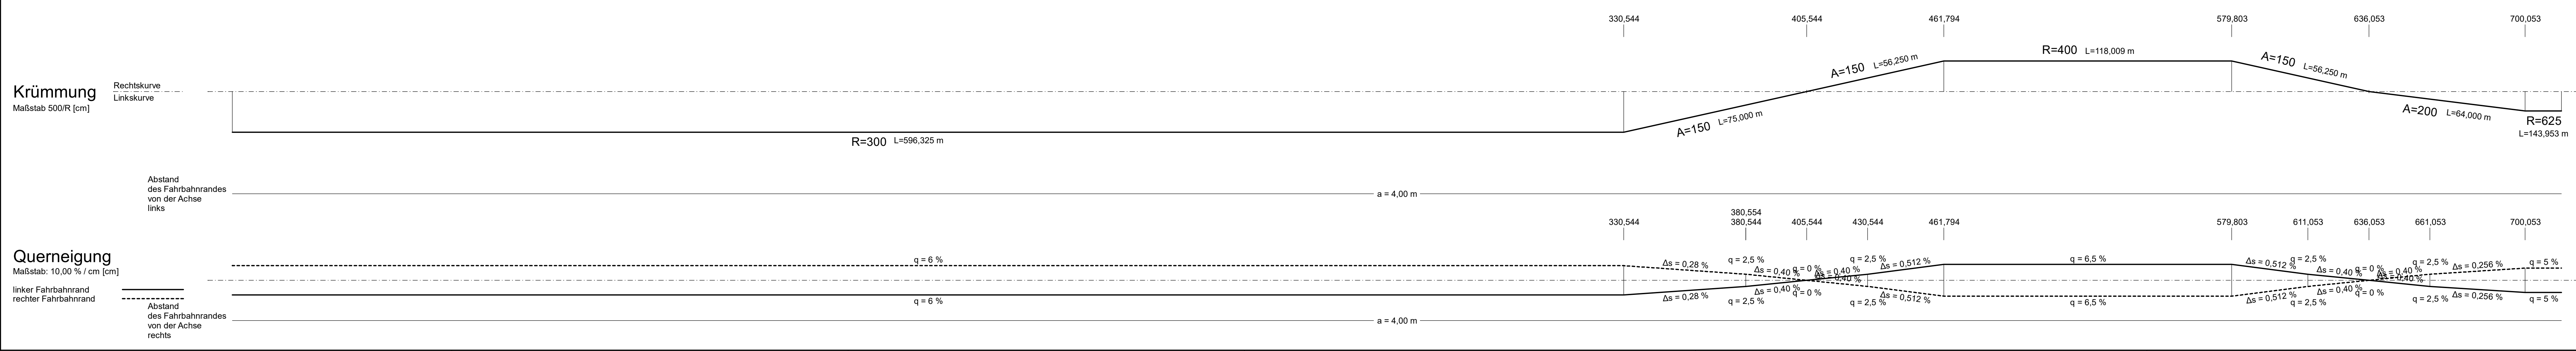 330,544 405,544 461,794 579,803 636,053 700,053
R=400 L=118,009 m
A=150 L=56,250 m
A=150 L=56,250 m
Krümmung
Maßstab 500/R [cm]
Rechtskurve
Linkskurve
A=150 L=75,000 m
A=200 L=64,000 m
R=625
L=143,953 m
R=300 L=596,325 m
Abstand
des Fahrbahnrandes
von der Achse
links
a = 4,00 m
380,554
330,544 380,544 405,544 430,544 461,794 579,803 611,053 636,053 661,053 700,053
Querneigung
Maßstab: 10,00 % / cm [cm]
q = 6 % Δs = 0,28 % q = 2,5 % Δs = 0,40 % q = 0 % Δs = 0,40 % q = 2,5 % Δs = 0,512 % q = 6,5 % Δs = 0,512 % q = 2,5 % Δs = 0,40 % q = 0 % Δs = 0,40 % q = 2,5 % Δs = 0,256 % q = 5 %
linker Fahrbahnrand
rechter Fahrbahnrand
q = 6 % Δs = 0,28 % q = 2,5 % Δs = 0,40 % q = 0 % Δs = 0,40 % q = 2,5 % Δs = 0,512 % q = 6,5 % Δs = 0,512 % q = 2,5 % Δs = 0,40 % q = 0 % Δs = 0,40 % q = 2,5 % Δs = 0,256 % q = 5 %
Abstand
des Fahrbahnrandes
von der Achse
rechts
a = 4,00 m